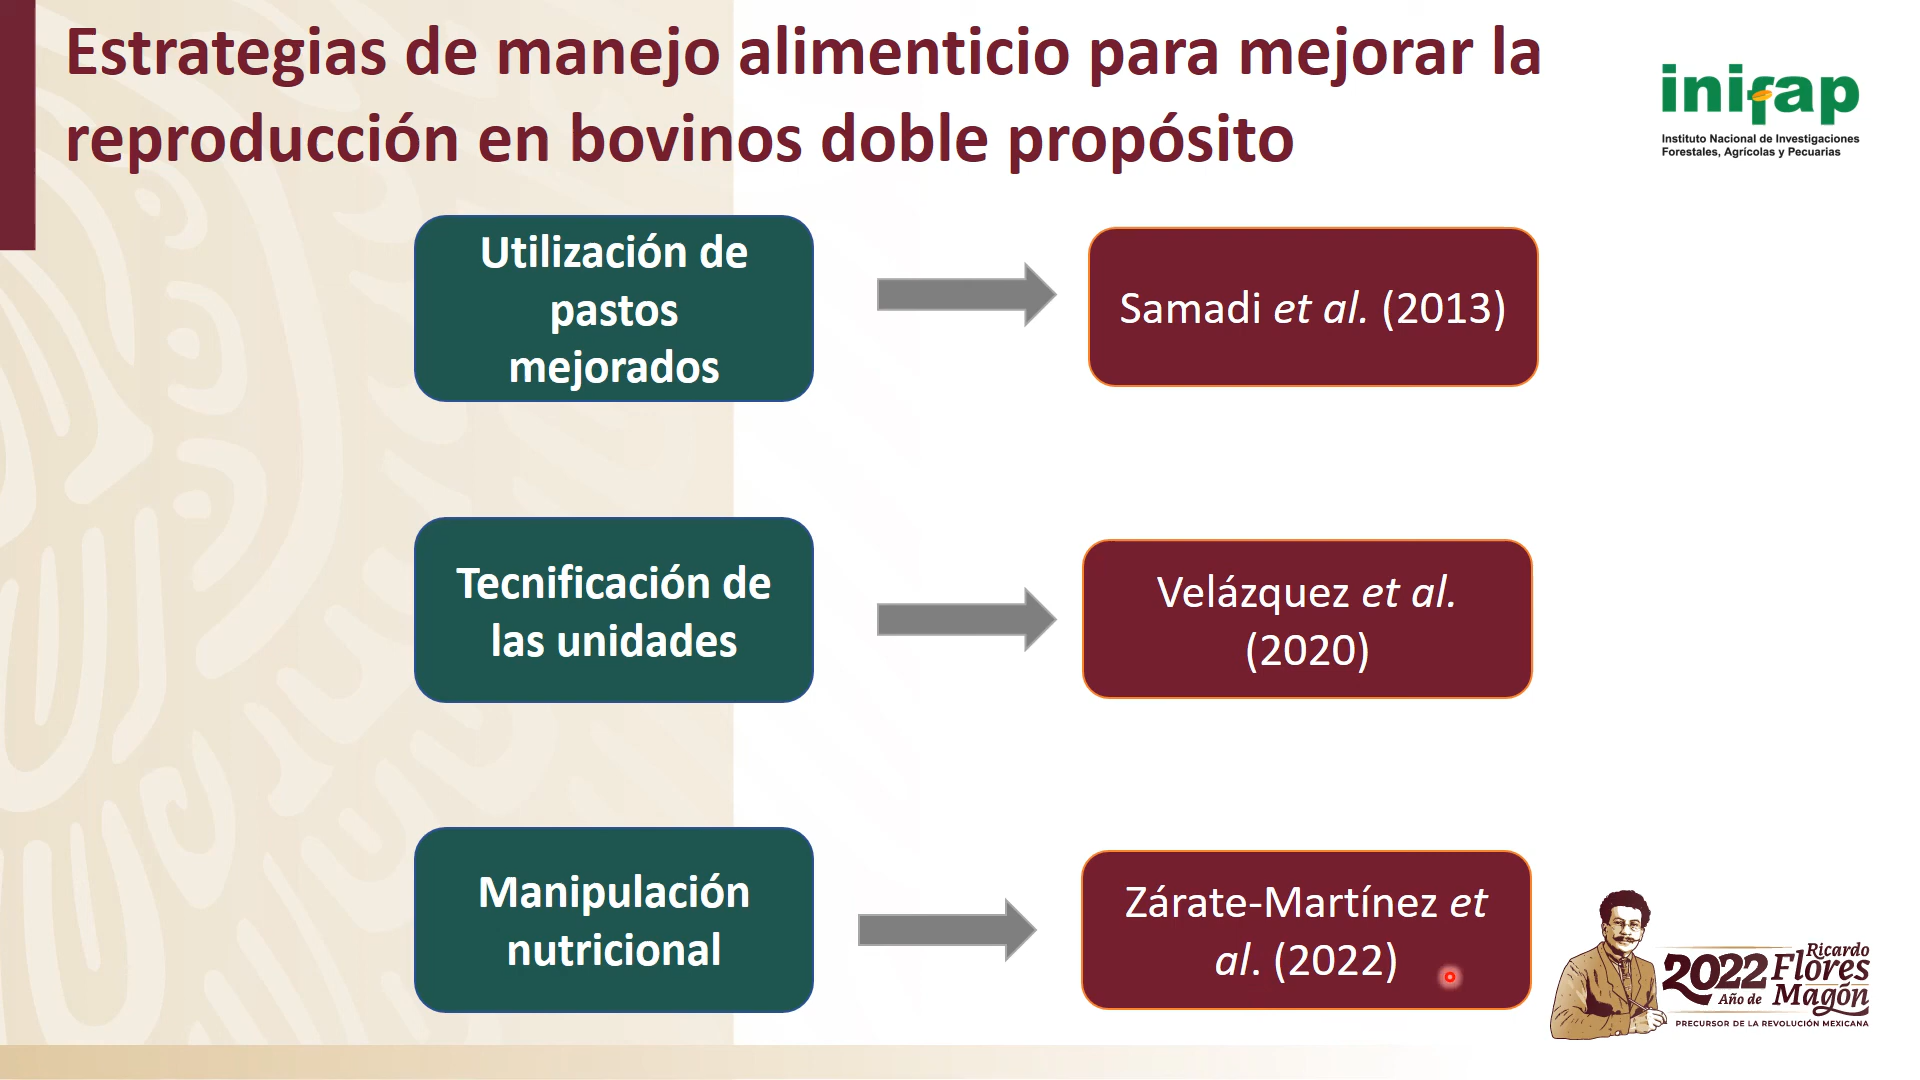 Estrategias de manejo alimenticio para mejorar la
reproducción en bovinos doble propósito
inifap
Instituto Nacional de Investigaciones
Forestales, Agrícolas y Pecuarias
Utilización de
pastos
mejorados
Samadi et al. (2013)
Tecnificación de
las unidades
Velázquez et al.
(2020)
Manipulación
nutricional
Zárate-Martínez et
al. (2022)
2022
Año de
Ricardo
Flores
Magón
PRECURSOR DE LA REVOLUCIÓN MEXICANA